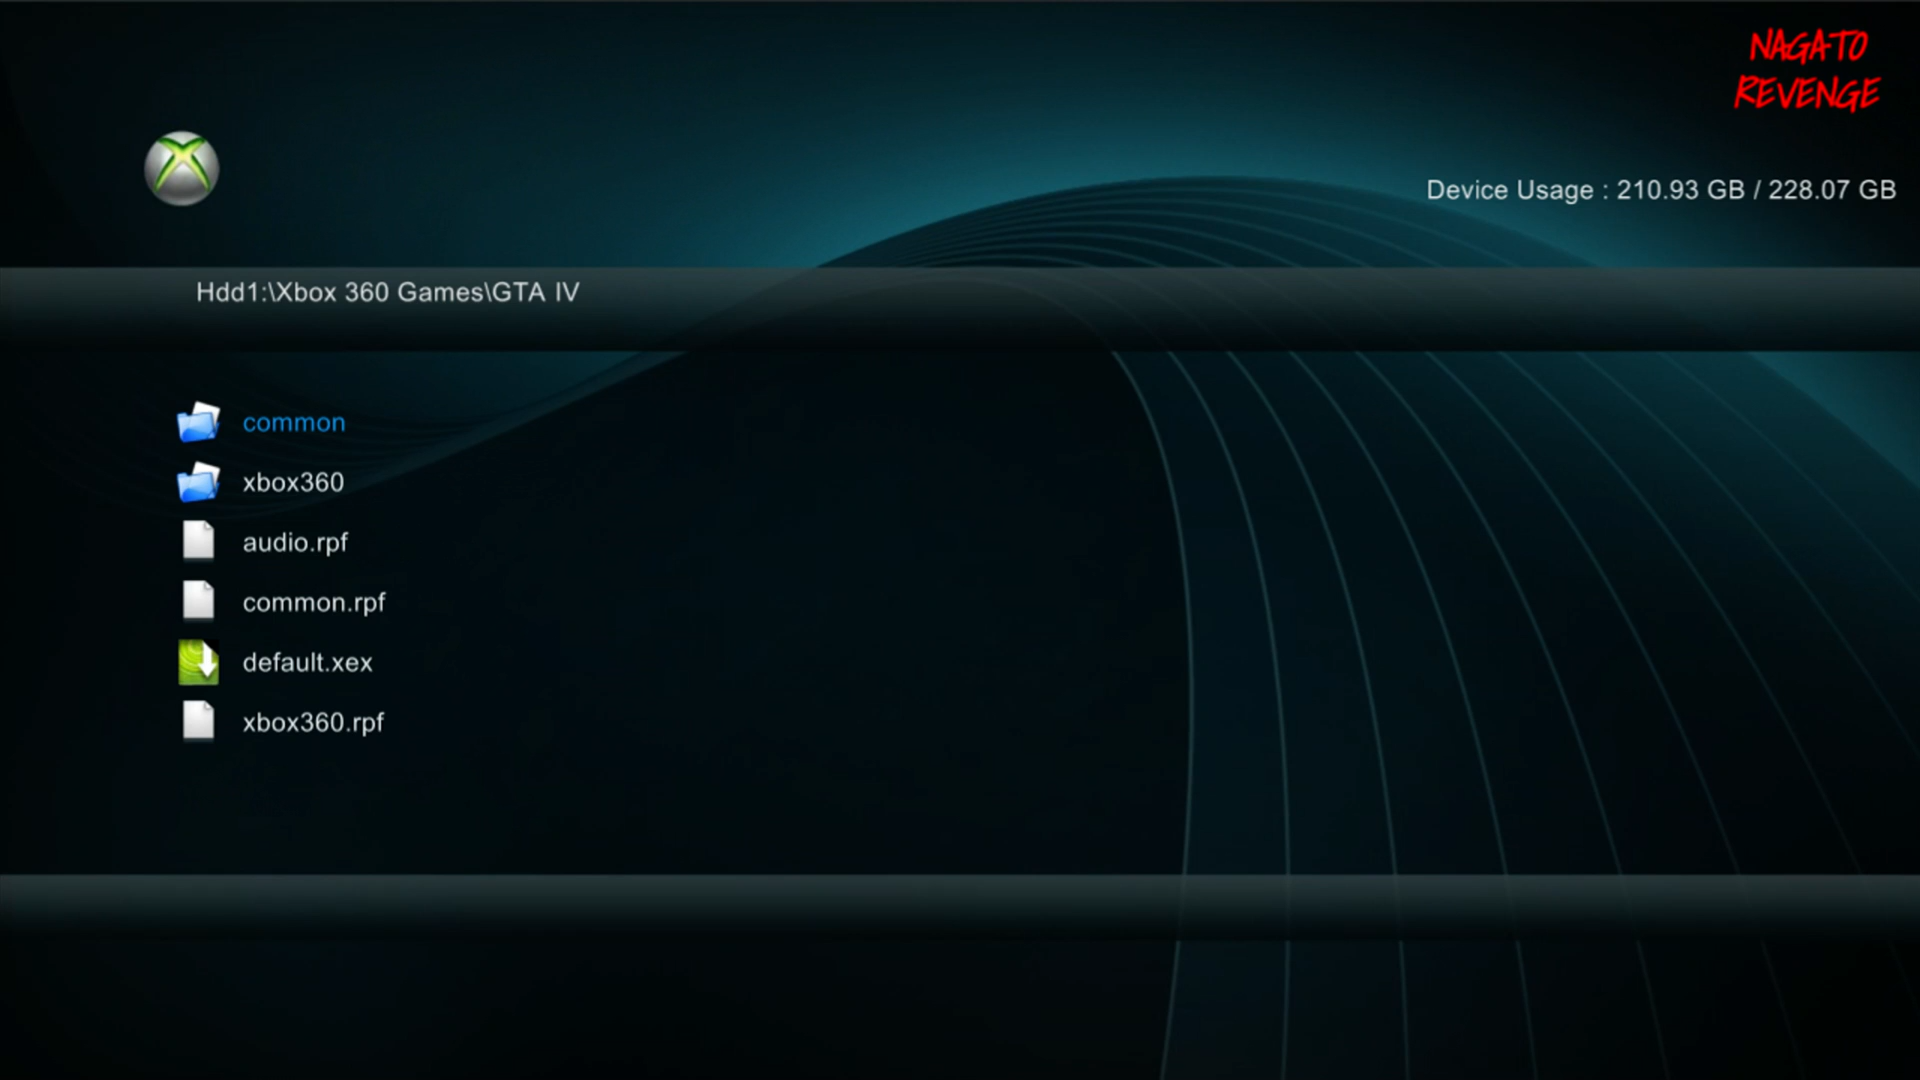 NAGATO
REVENGE
Device Usage : 210.93 GB / 228.07 GB
Hdd1:\Xbox 360 Games\GTA IV
common
xbox360
audio.rpf
common.rpf
default.xex
xbox360.rpf